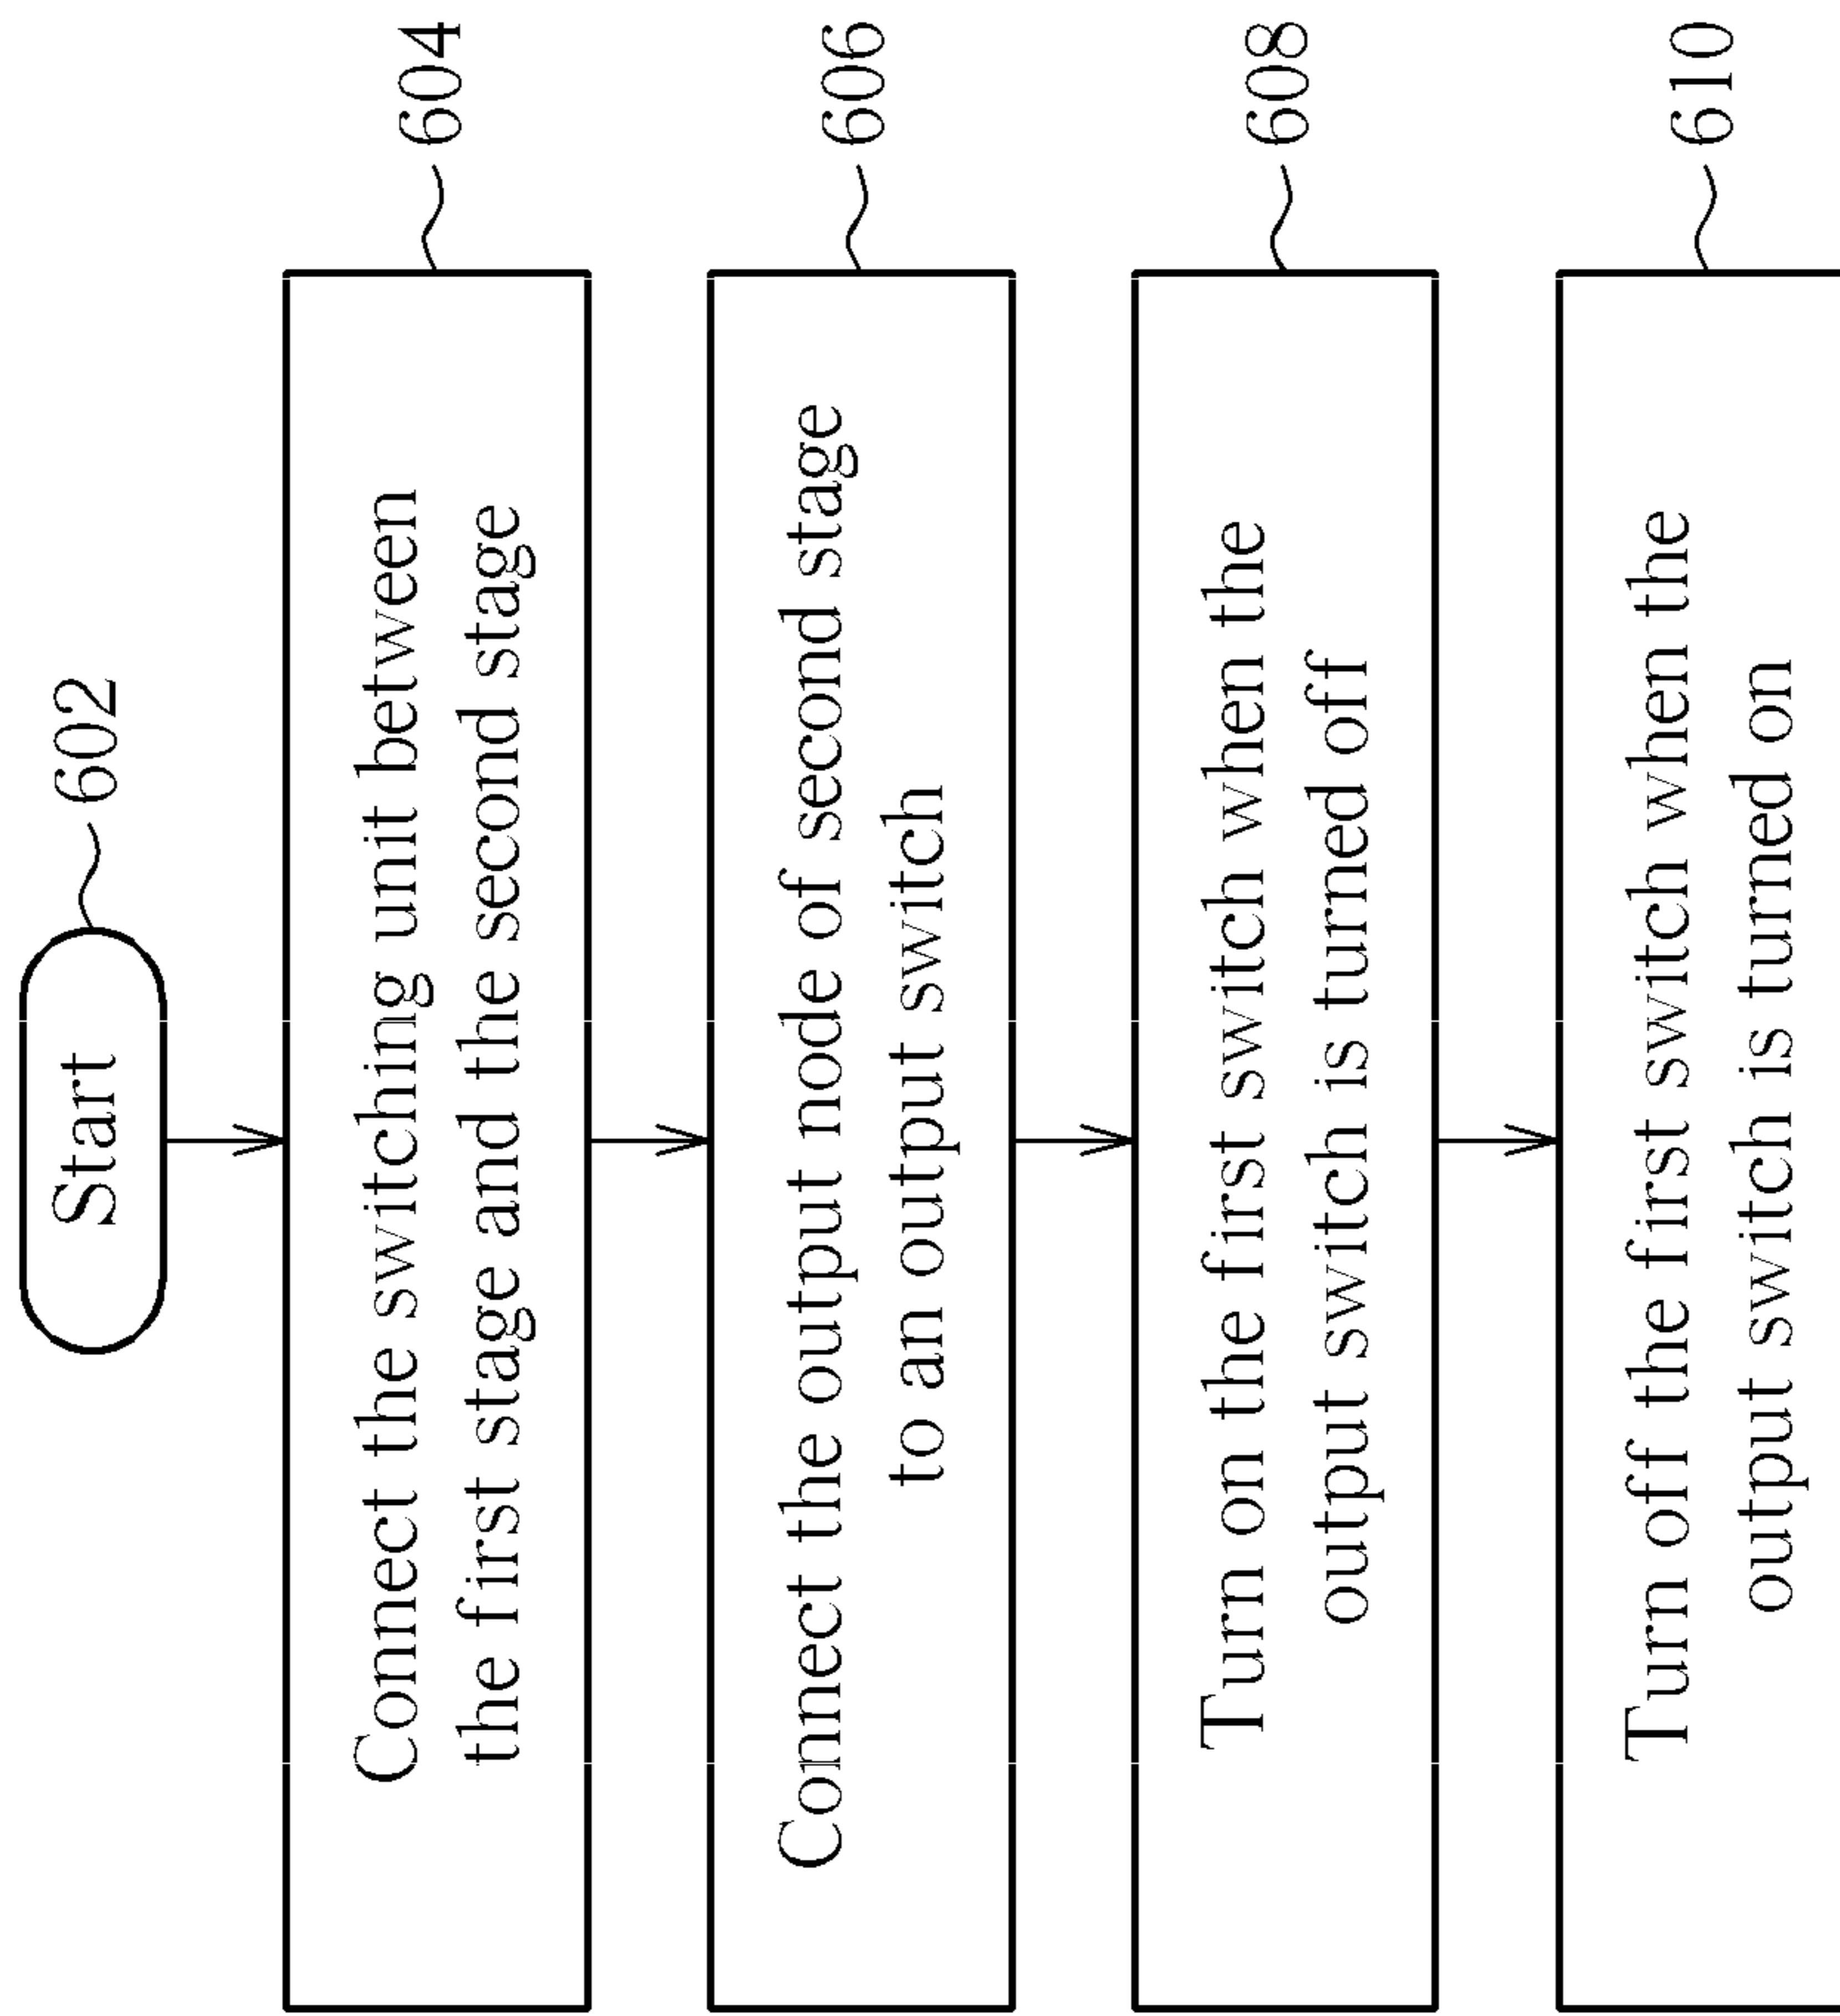 Start
602
Connect the switching unit between
the first stage and the second stage
604
Connect the output node of second stage
to an output switch
606
Turn on the first switch when the
output switch is turned off
608
Turn off the first switch when the
output switch is turned on
610